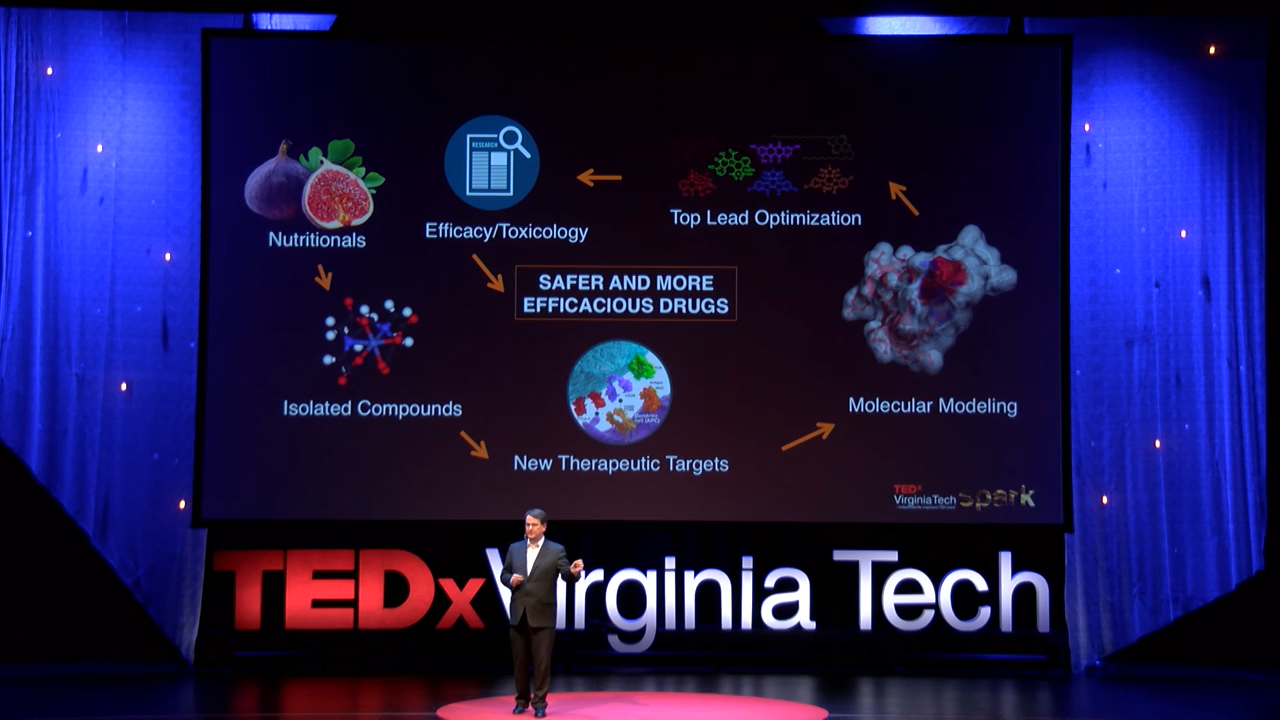 RESEARCH
Nutritionals
Efficacy/Toxicology
Top Lead Optimization
SAFER AND MORE
EFFICACIOUS DRUGS
Isolated Compounds
New Therapeutic Targets
Molecular Modeling
TEDx
VirginiaTech
spark
TEDxVirginia Tech